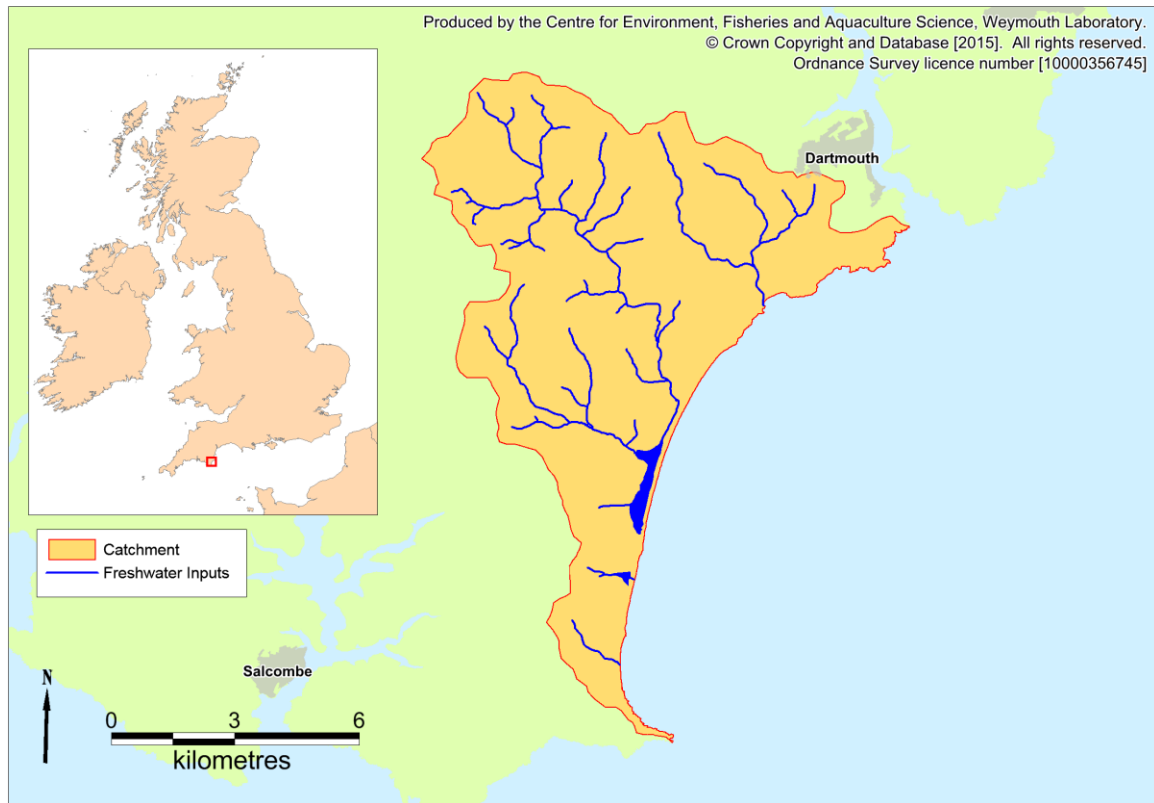 Produced by the Centre for Environment, Fisheries and Aquaculture Science, Weymouth Laboratory.
© Crown Copyright and Database [2015].  All rights reserved.
Ordnance Survey licence number [10000356745]
Dartmouth
Catchment
Freshwater Inputs
Salcombe
N
0 3 6
kilometres